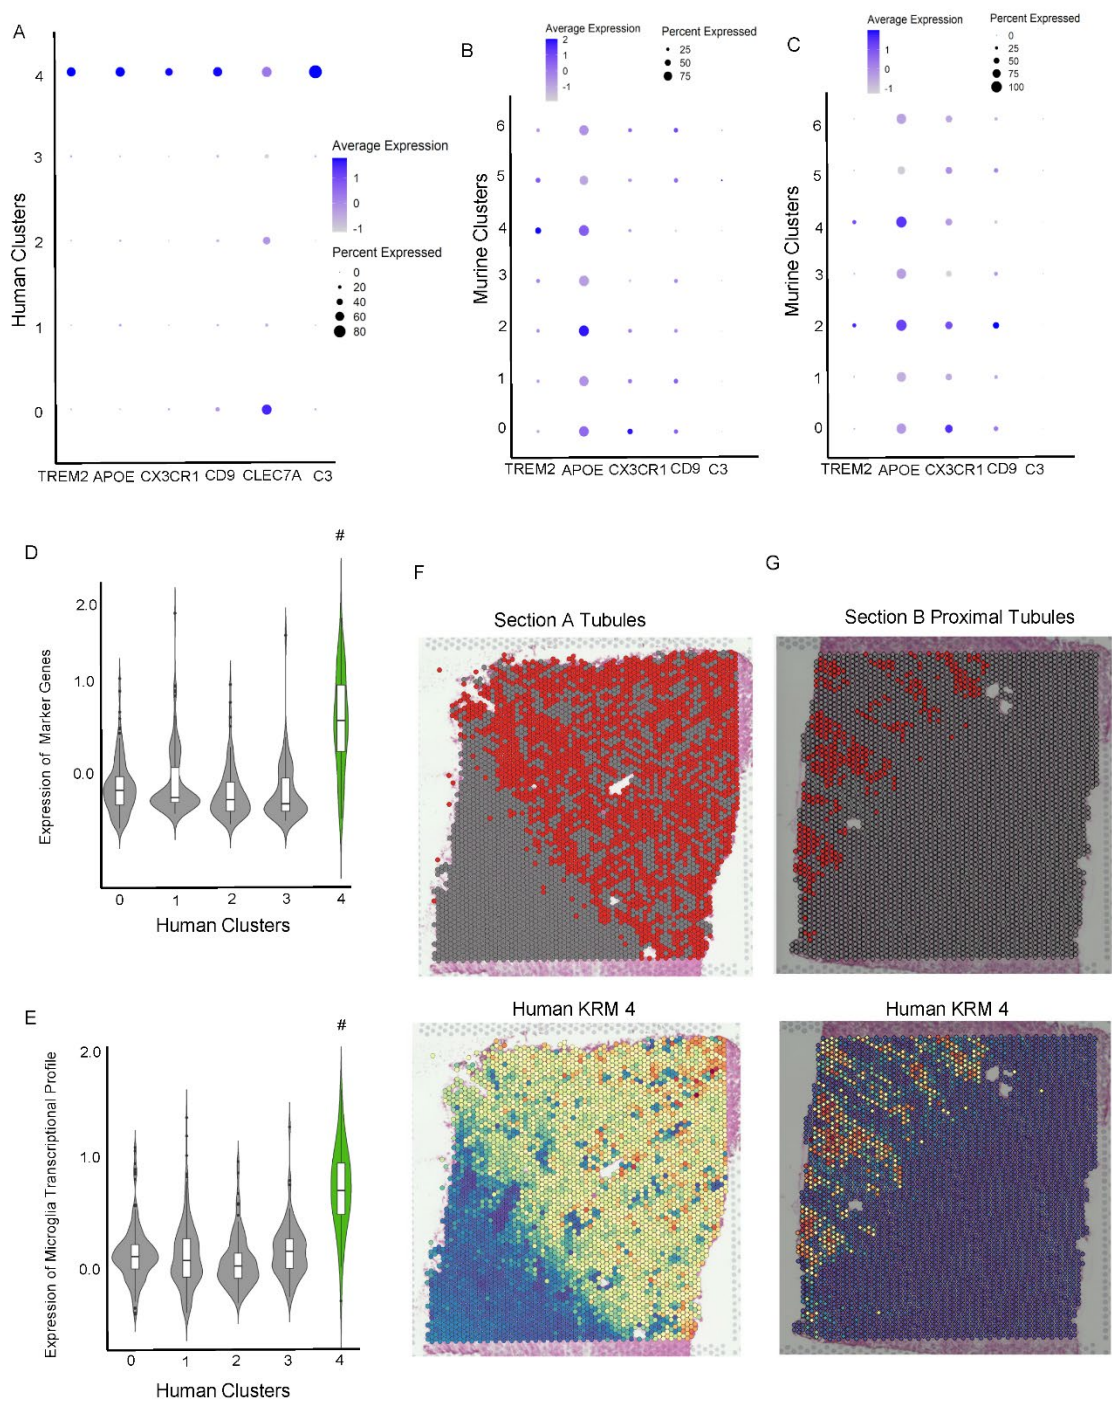 A
Human Clusters
4
3
2
1
0
TREM2 APOE CX3CR1 CD9 CLEC7A C3
Average Expression
1
0
-1
Percent Expressed
0
20
40
60
80
B
Average Expression
2
1
0
-1
Percent Expressed
25
50
75
Murine Clusters
6
5
4
3
2
1
0
TREM2 APOE CX3CR1 CD9 C3
C
Average Expression
1
0
-1
Percent Expressed
0
25
50
75
100
Murine Clusters
6
5
4
3
2
1
0
TREM2 APOE CX3CR1 CD9 C3
D
#
Expression of Marker Genes
2.0
1.0
0.0
0 1 2 3 4
Human Clusters
E
#
Expression of Microglia Transcriptional Profile
2.0
1.0
0.0
0 1 2 3 4
Human Clusters
F
Section A Tubules
Human KRM 4
G
Section B Proximal Tubules
Human KRM 4